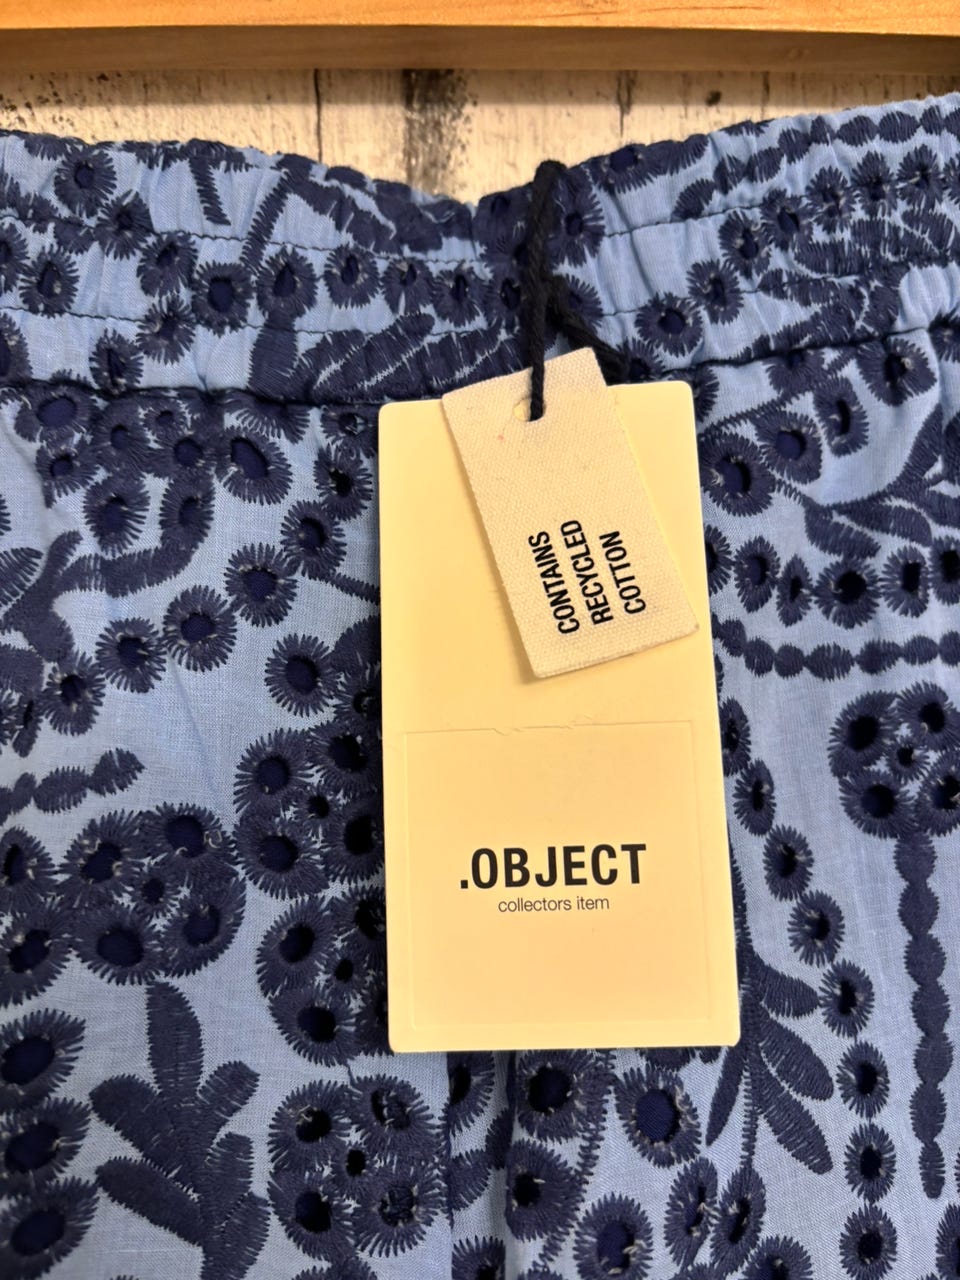 CONTAINS
RECYCLED
COTTON
.OBJECT
collectors item